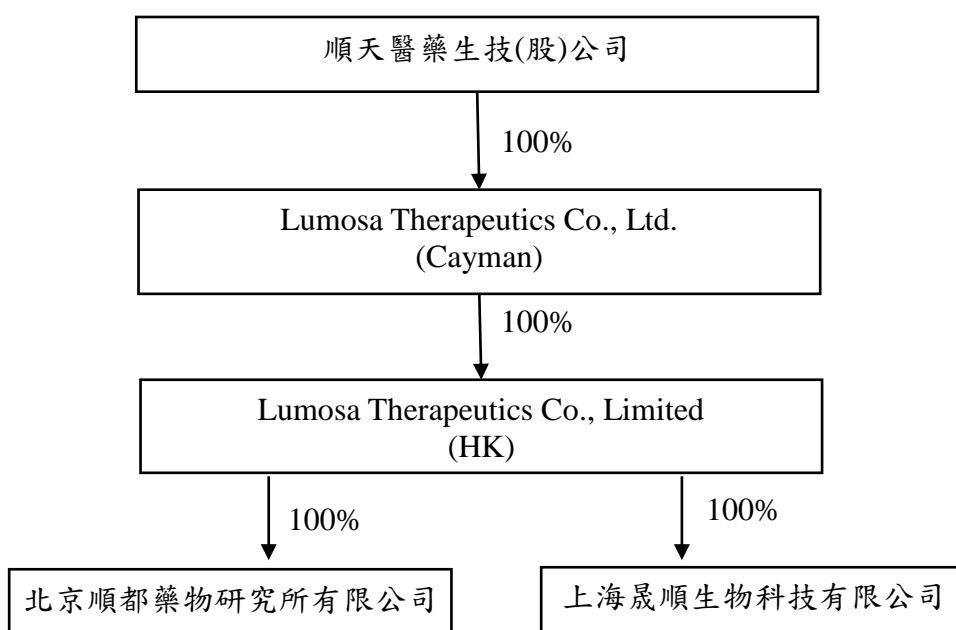 順天醫藥生技(股)公司
100%
Lumosa Therapeutics Co., Ltd.
(Cayman)
100%
Lumosa Therapeutics Co., Limited
(HK)
100%
100%
北京順都藥物研究所有限公司
上海晟順生物科技有限公司